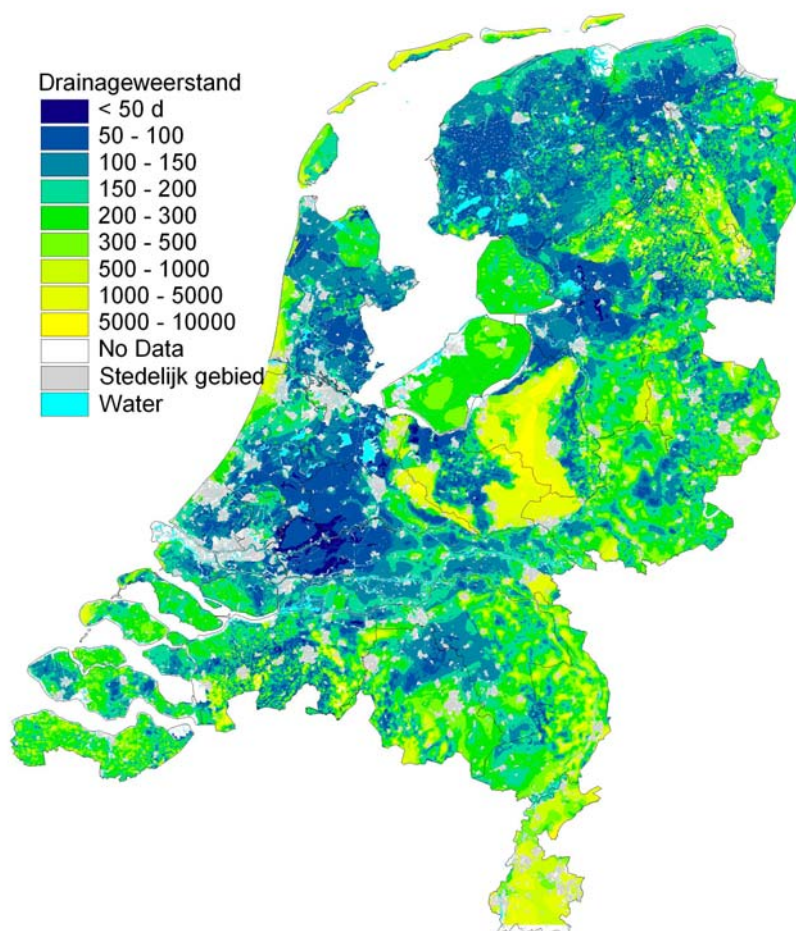 Drainageweerstand
< 50 d
50 - 100
100 - 150
150 - 200
200 - 300
300 - 500
500 - 1000
1000 - 5000
5000 - 10000
No Data
Stedelijk gebied
Water